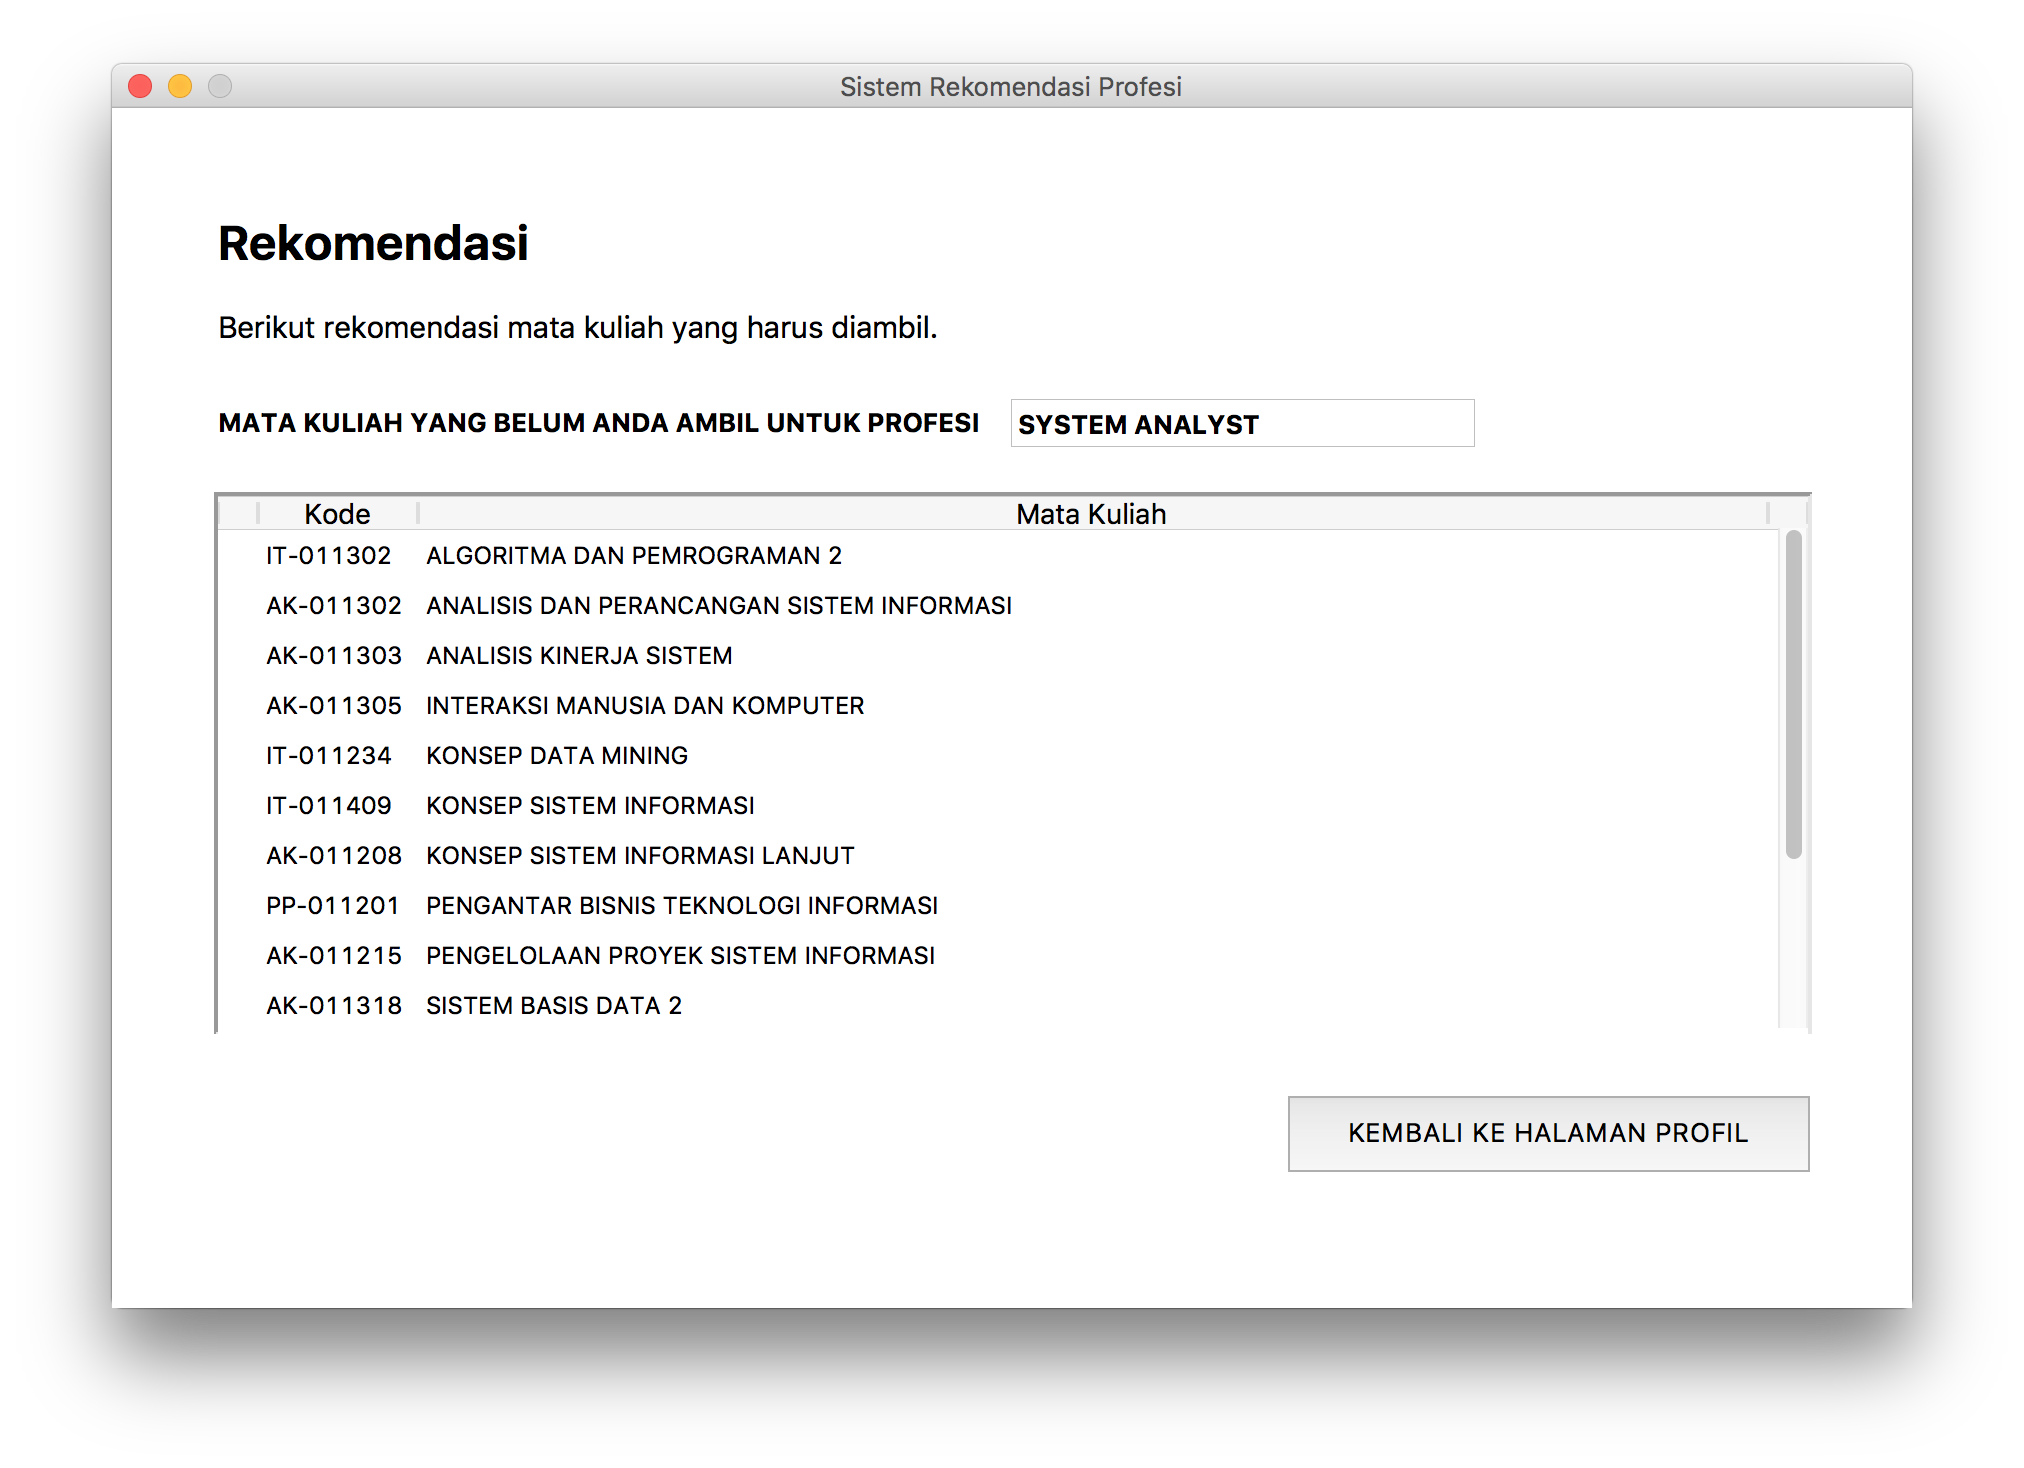 Sistem Rekomendasi Profesi
Rekomendasi
Berikut rekomendasi mata kuliah yang harus diambil.
MATA KULIAH YANG BELUM ANDA AMBIL UNTUK PROFESI SYSTEM ANALYST
Kode Mata Kuliah
IT-011302 ALGORITMA DAN PEMROGRAMAN 2
AK-011302 ANALISIS DAN PERANCANGAN SISTEM INFORMASI
AK-011303 ANALISIS KINERJA SISTEM
AK-011305 INTERAKSI MANUSIA DAN KOMPUTER
IT-011234 KONSEP DATA MINING
IT-011409 KONSEP SISTEM INFORMASI
AK-011208 KONSEP SISTEM INFORMASI LANJUT
PP-011201 PENGANTAR BISNIS TEKNOLOGI INFORMASI
AK-011215 PENGELOLAAN PROYEK SISTEM INFORMASI
AK-011318 SISTEM BASIS DATA 2
KEMBALI KE HALAMAN PROFIL